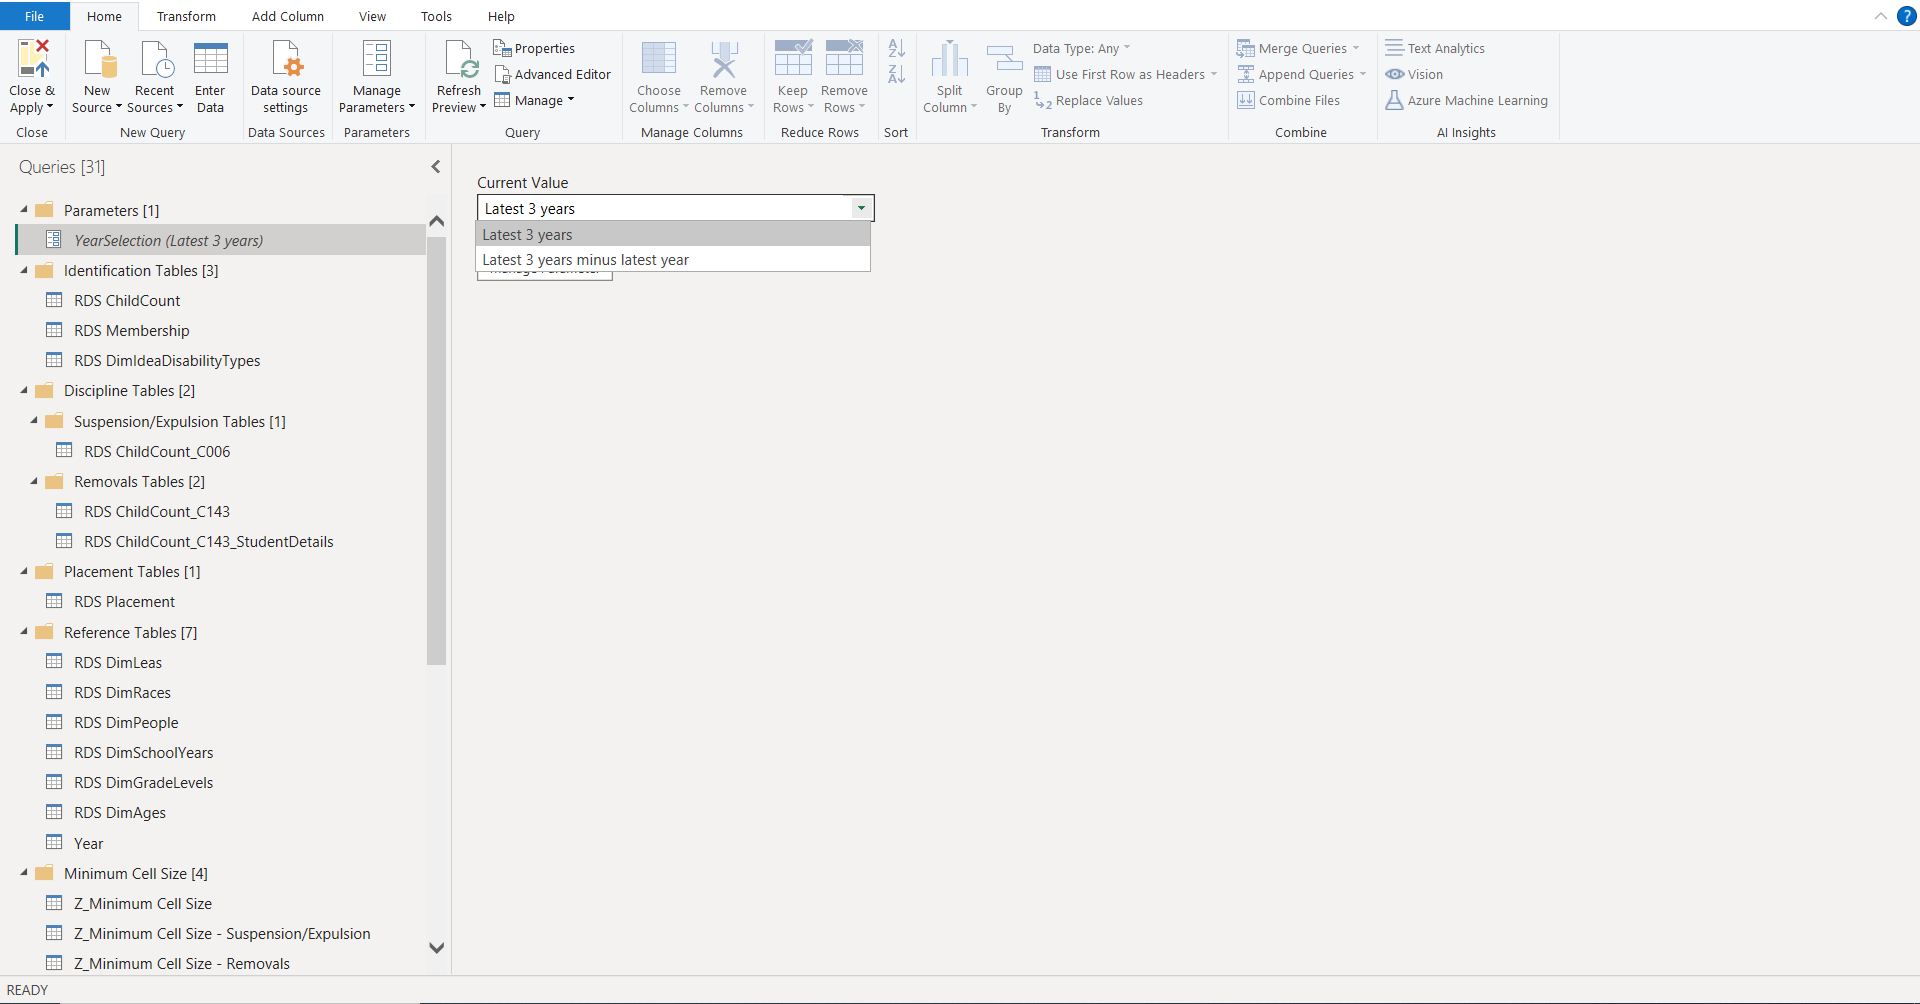 File Home Transform Add Column View Tools Help
?
Close & Apply
New Source
Recent Sources
Enter Data
Data source settings
Manage Parameters
Refresh Preview
Properties
Advanced Editor
Manage
Choose Columns
Remove Columns
Keep Rows
Remove Rows
A
Z
Z
A
Split Column
Group By
Data Type: Any
Use First Row as Headers
1
2
Replace Values
Merge Queries
Append Queries
Combine Files
Text Analytics
Vision
Azure Machine Learning
Close New Query Data Sources Parameters Query Manage Columns Reduce Rows Sort Transform Combine AI Insights
Queries [31]
Parameters [1]
YearSelection (Latest 3 years)
Identification Tables [3]
RDS ChildCount
RDS Membership
RDS DimIdeaDisabilityTypes
Discipline Tables [2]
Suspension/Expulsion Tables [1]
RDS ChildCount_C006
Removals Tables [2]
RDS ChildCount_C143
RDS ChildCount_C143_StudentDetails
Placement Tables [1]
RDS Placement
Reference Tables [7]
RDS DimLeas
RDS DimRaces
RDS DimPeople
RDS DimSchoolYears
RDS DimGradeLevels
RDS DimAges
Year
Minimum Cell Size [4]
Z_Minimum Cell Size
Z_Minimum Cell Size - Suspension/Expulsion
Z_Minimum Cell Size - Removals
Current Value
Latest 3 years
Latest 3 years
Latest 3 years minus latest year
Manage Parameter
READY